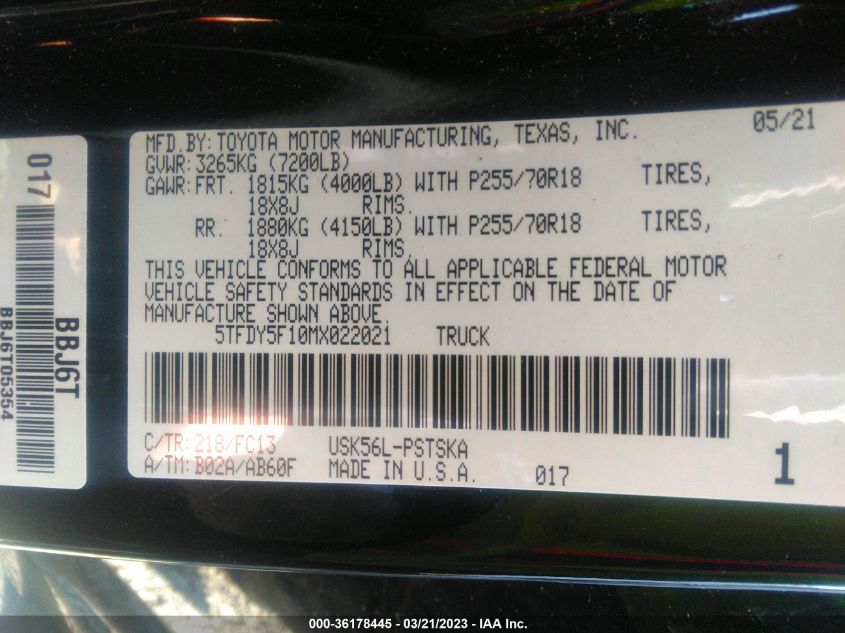 MFD.BY: TOYOTA MOTOR MANUFACTURING, TEXAS, INC. 05/21
GVWR: 3265KG (7200LB)
GAWR: FRT. 1815KG (4000LB) WITH P255/70R18 TIRES,
18X8J RIMS.
RR. 1880KG (4150LB) WITH P255/70R18 TIRES,
18X8J RIMS.
THIS VEHICLE CONFORMS TO ALL APPLICABLE FEDERAL MOTOR
VEHICLE SAFETY STANDARDS IN EFFECT ON THE DATE OF
MANUFACTURE SHOWN ABOVE.
5TFDY5F10MX022021 TRUCK
C/TR: 218/FC13 USK56L-PSTSKA
A/TM: B02A/AB60F MADE IN U.S.A. 017 1
017
BBJ6T
BBJ6T05354
000-36178445 - 03/21/2023 - IAA Inc.